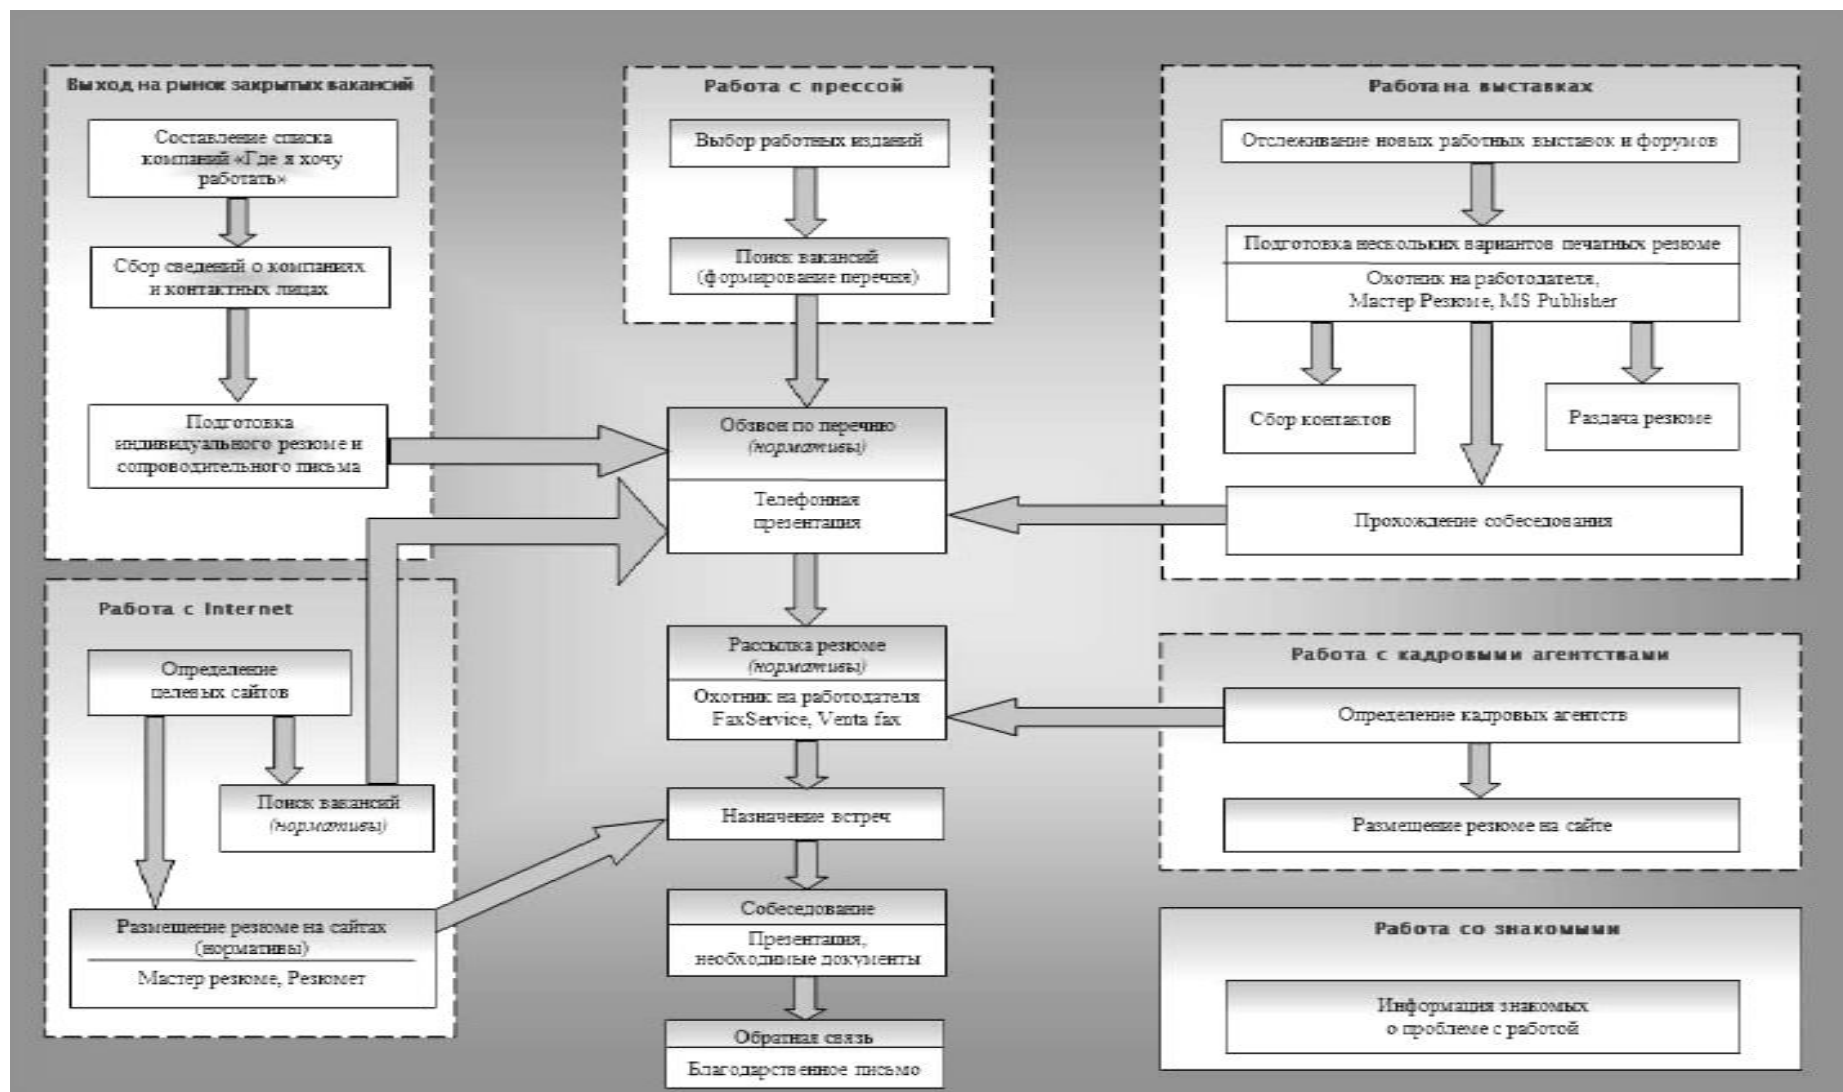 Выход на рынок закрытых вакансий
Составление списка
компаний «Где я хочу
работать»
Сбор сведений о компаниях
и контактных лицах
Подготовка
индивидуального резюме и
сопроводительного письма
Работа с Internet
Определение
целевых сайтов
Поиск вакансий
(нормативы)
Размещение резюме на сайтах
(нормативы)
Мастер резюме, Резюмет
Работа с прессой
Выбор работных изданий
Поиск вакансий
(формирование перечня)
Обзвон по перечню
(нормативы)
Телефонная
презентация
Рассылка резюме
(нормативы)
Охотник на работодателя
FaxService, Venta fax
Назначение встреч
Собеседование
Презентация,
необходимые документы
Обратная связь
Благодарственное письмо
Работа на выставках
Отслеживание новых работных выставок и форумов
Подготовка нескольких вариантов печатных резюме
Охотник на работодателя,
Мастер Резюме, MS Publisher
Сбор контактов
Раздача резюме
Прохождение собеседования
Работа с кадровыми агентствами
Определение кадровых агентств
Размещение резюме на сайте
Работа со знакомыми
Информация знакомых
о проблеме с работой